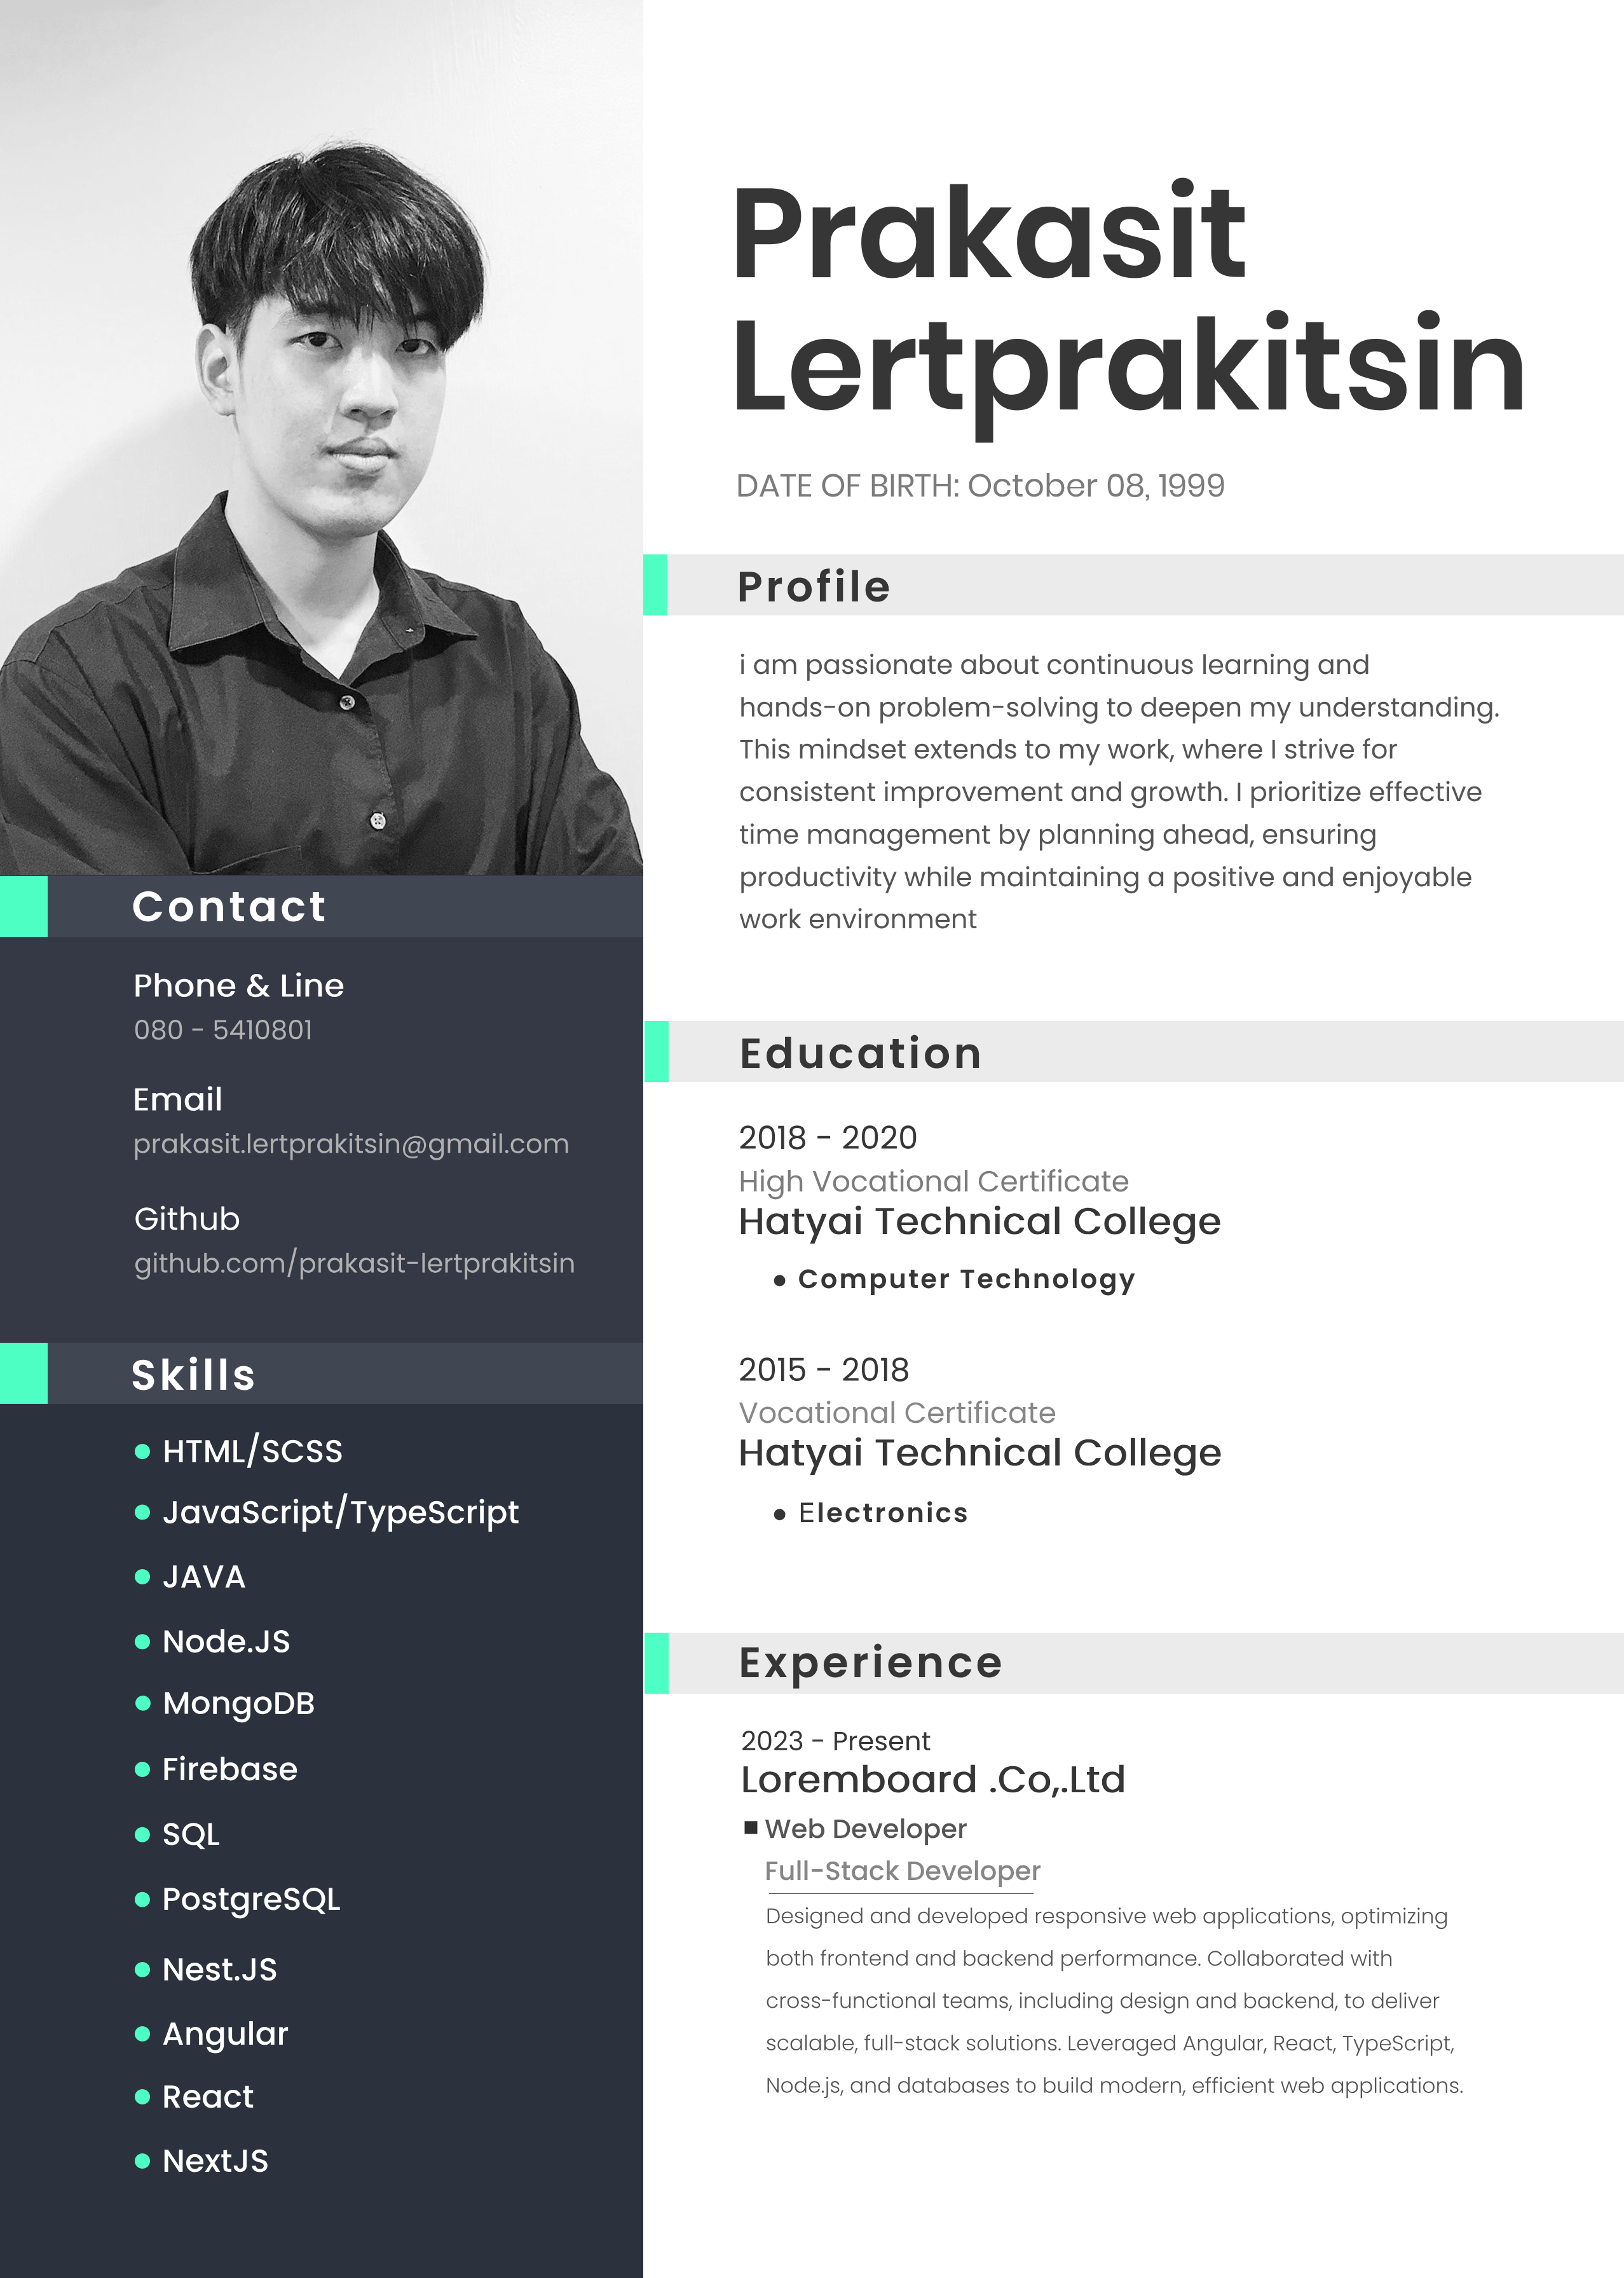 Prakasit
Lertprakitsin
DATE OF BIRTH: October 08, 1999
Profile
i am passionate about continuous learning and
hands-on problem-solving to deepen my understanding.
This mindset extends to my work, where I strive for
consistent improvement and growth. I prioritize effective
time management by planning ahead, ensuring
productivity while maintaining a positive and enjoyable
work environment
Contact
Phone & Line
080 - 5410801
Email
prakasit.lertprakitsin@gmail.com
Github
github.com/prakasit-lertprakitsin
Skills
• HTML/SCSS
• JavaScript/TypeScript
• JAVA
• Node.JS
• MongoDB
• Firebase
• SQL
• PostgreSQL
• Nest.JS
• Angular
• React
• NextJS
Education
2018 - 2020
High Vocational Certificate
Hatyai Technical College
• Computer Technology
2015 - 2018
Vocational Certificate
Hatyai Technical College
• Electronics
Experience
2023 - Present
Loremboard .Co,.Ltd
■ Web Developer
Full-Stack Developer
Designed and developed responsive web applications, optimizing
both frontend and backend performance. Collaborated with
cross-functional teams, including design and backend, to deliver
scalable, full-stack solutions. Leveraged Angular, React, TypeScript,
Node.js, and databases to build modern, efficient web applications.